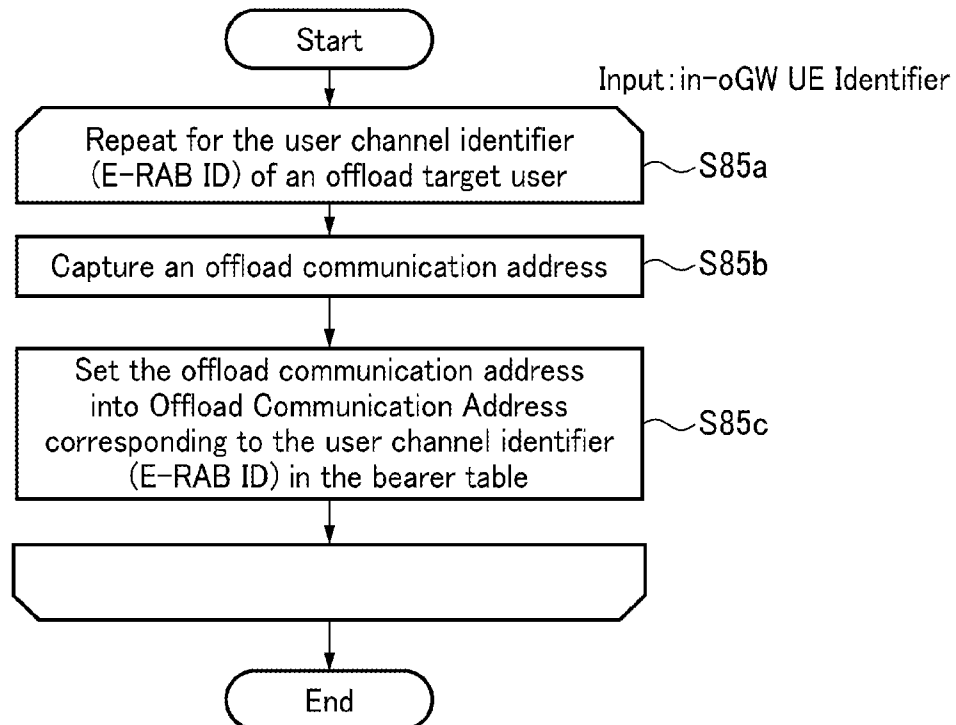 Start
Input:in-oGW UE Identifier
Repeat for the user channel identifier
(E-RAB ID) of an offload target user
S85a
Capture an offload communication address
S85b
Set the offload communication address
into Offload Communication Address
corresponding to the user channel identifier
(E-RAB ID) in the bearer table
S85c
End